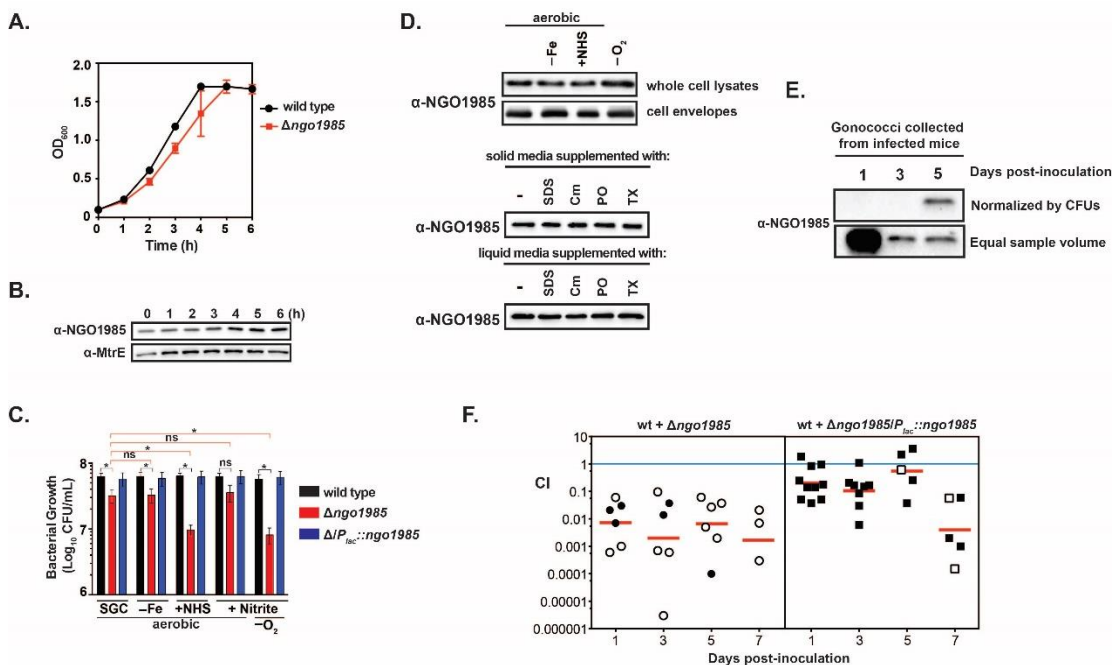 A.
2.0
1.5
1.0
0.5
0.0
OD600
0 1 2 3 4 5 6
Time (h)
wild type
Δngo1985
B.
0 1 2 3 4 5 6 (h)
α-NGO1985
α-MtrE
C.
ns
*
*
ns
*
* * * ns *
8
7
6
Bacterial Growth
(Log10 CFU/mL)
SGC –Fe +NHS + Nitrite
aerobic –O2
wild type
Δngo1985
Δ/Plac::ngo1985
D.
aerobic
–Fe
+NHS
–O2
α-NGO1985
whole cell lysates
cell envelopes
solid media supplemented with:
- SDS Cm PO TX
α-NGO1985
liquid media supplemented with:
- SDS Cm PO TX
α-NGO1985
E.
Gonococci collected
from infected mice
1 3 5 Days post-inoculation
α-NGO1985
Normalized by CFUs
Equal sample volume
F.
wt + Δngo1985 wt + Δngo1985/Plac::ngo1985
10
1
0.1
0.01
0.001
0.0001
0.00001
0.000001
CI
1 3 5 7 1 3 5 7
Days post-inoculation